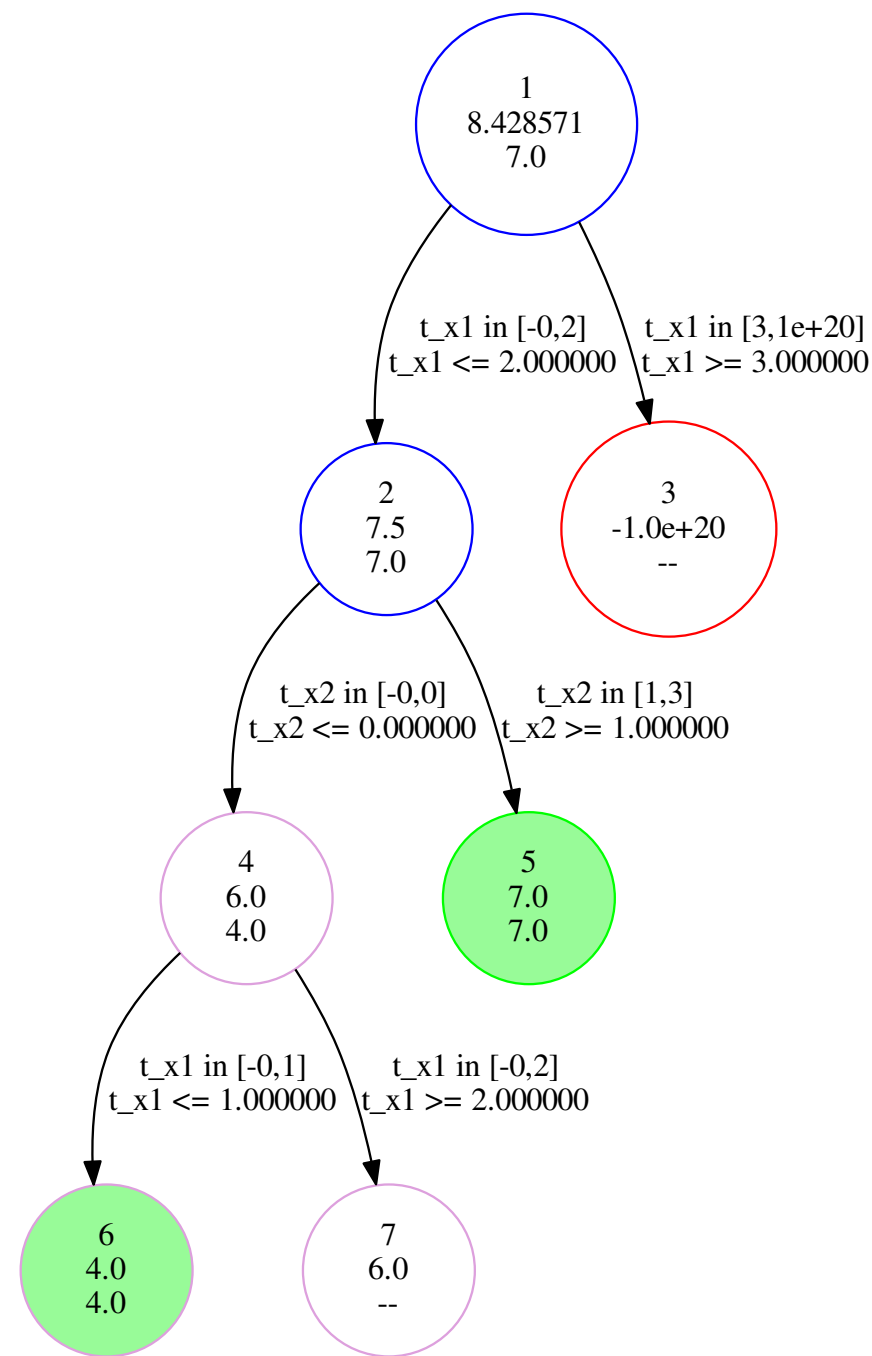 1
8.428571
7.0
t_x1 in [-0,2]
t_x1 <= 2.000000
t_x1 in [3,1e+20]
t_x1 >= 3.000000
2
7.5
7.0
3
-1.0e+20
--
t_x2 in [-0,0]
t_x2 <= 0.000000
t_x2 in [1,3]
t_x2 >= 1.000000
4
6.0
4.0
5
7.0
7.0
t_x1 in [-0,1]
t_x1 <= 1.000000
t_x1 in [-0,2]
t_x1 >= 2.000000
6
4.0
4.0
7
6.0
--